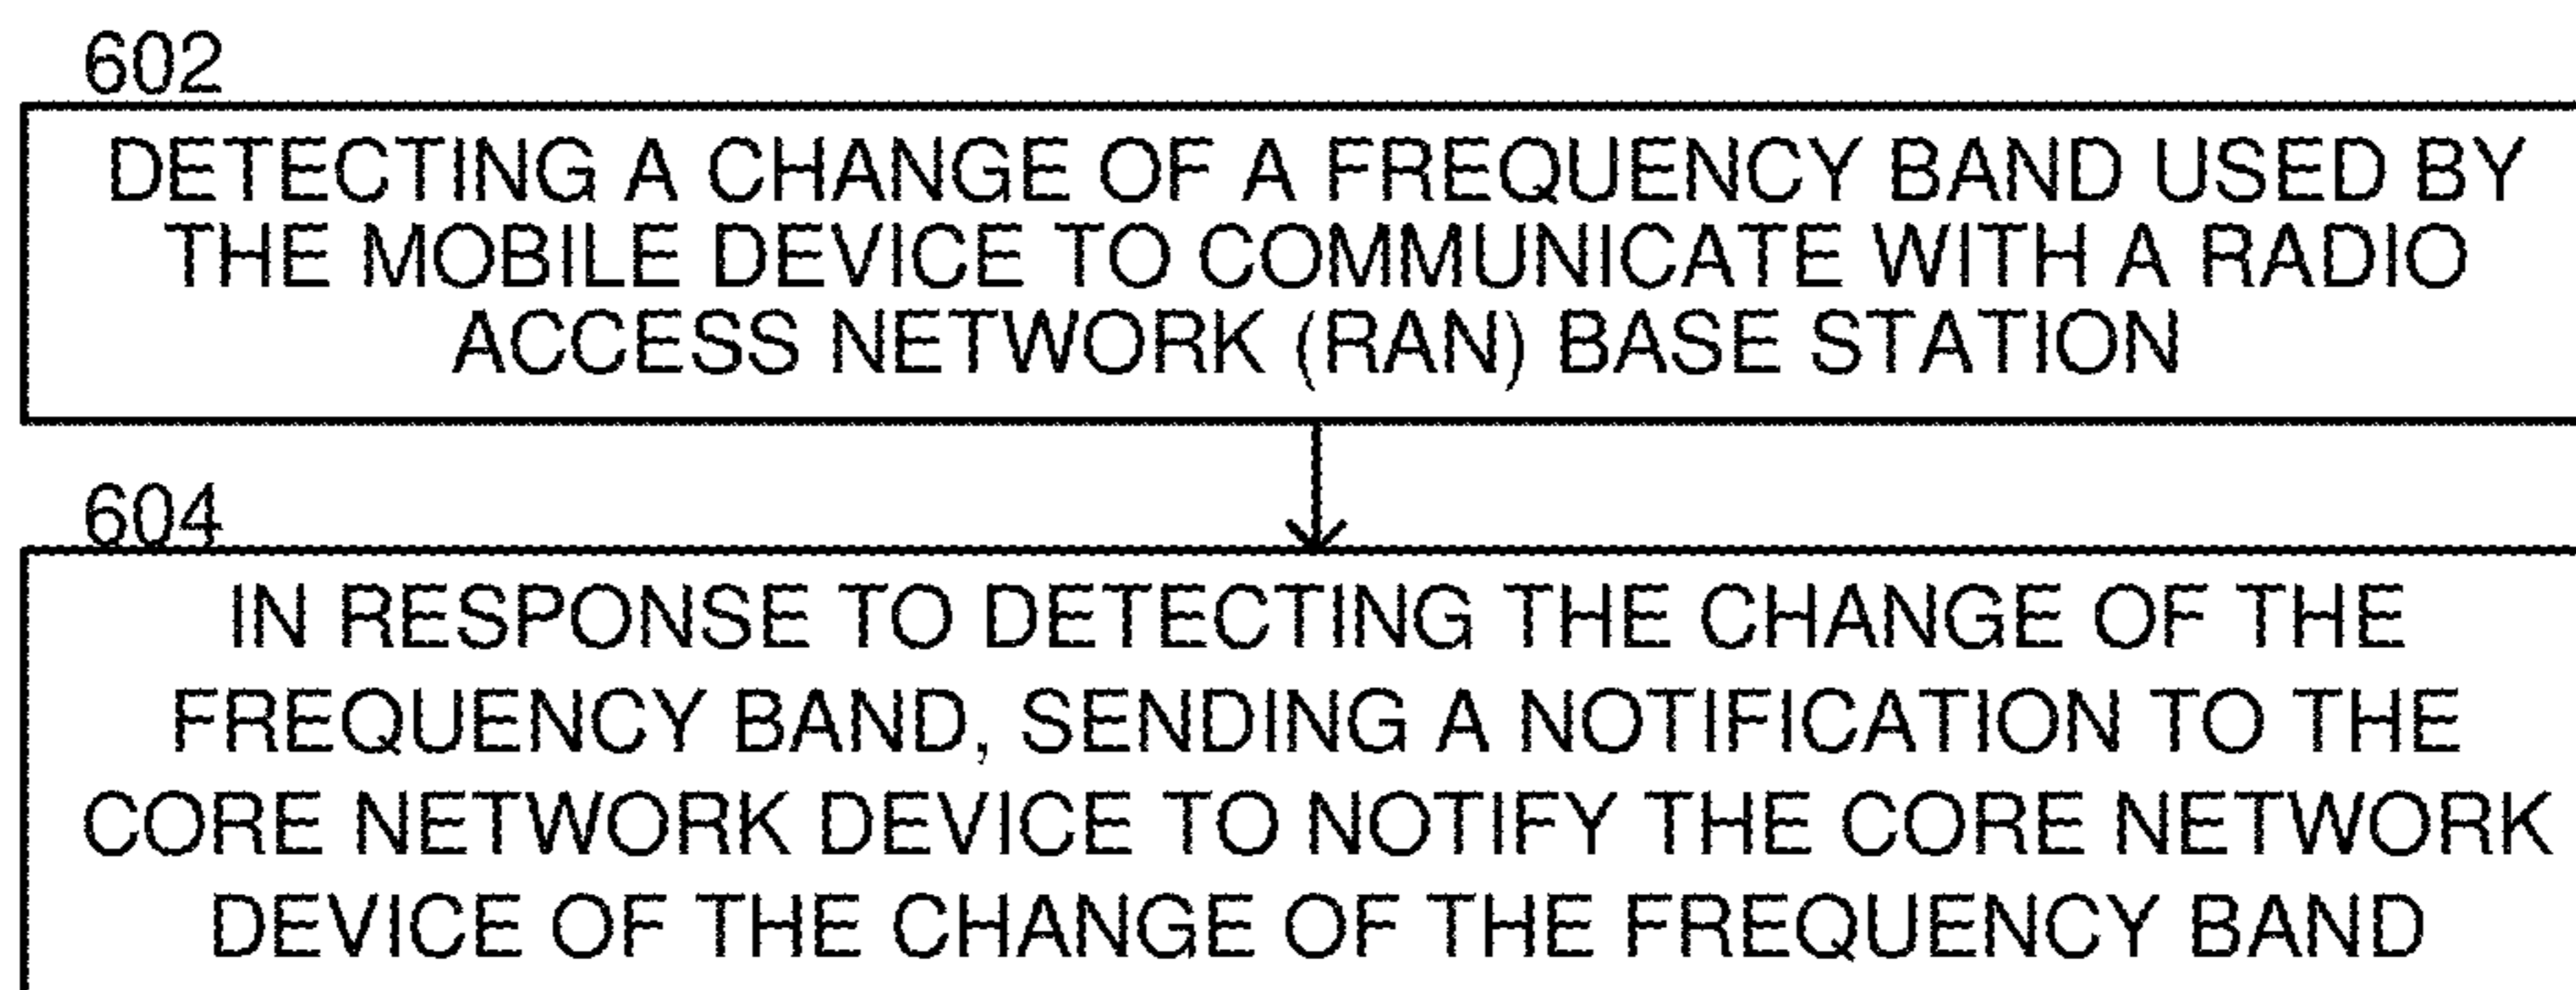 602
DETECTING A CHANGE OF A FREQUENCY BAND USED BY
THE MOBILE DEVICE TO COMMUNICATE WITH A RADIO
ACCESS NETWORK (RAN) BASE STATION
604
IN RESPONSE TO DETECTING THE CHANGE OF THE
FREQUENCY BAND, SENDING A NOTIFICATION TO THE
CORE NETWORK DEVICE TO NOTIFY THE CORE NETWORK
DEVICE OF THE CHANGE OF THE FREQUENCY BAND